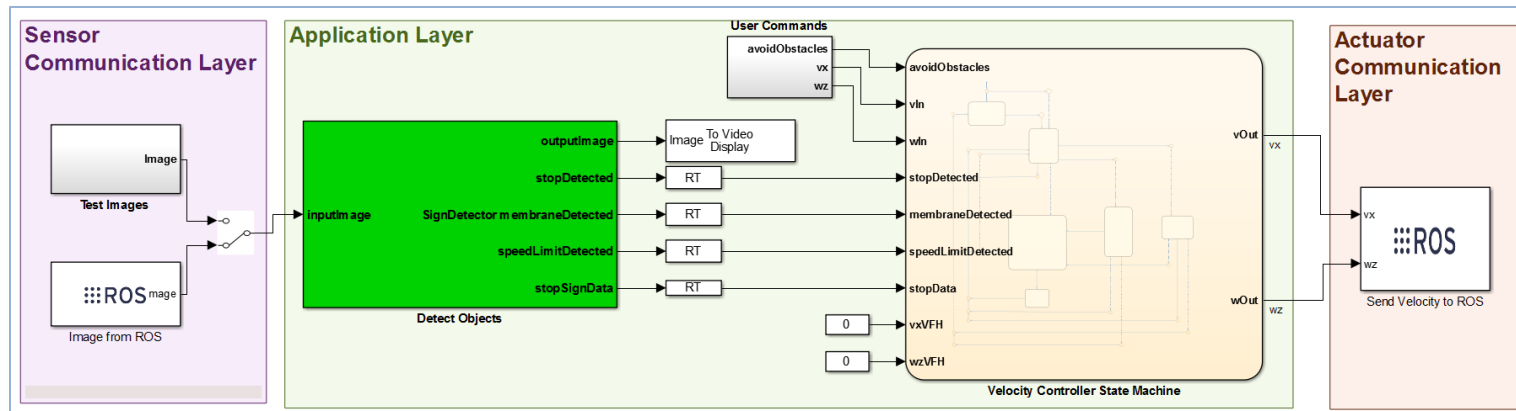 Sensor
Communication Layer
Image
Test Images
ROS
mage
Image from ROS
Application Layer
User Commands
avoidObstacles
vx
wz
inputImage
outputImage
stopDetected
SignDetector membraneDetected
speedLimitDetected
stopSignData
Detect Objects
Image
To Video
Display
RT
RT
RT
RT
0
0
avoidObstacles
vIn
wIn
stopDetected
membraneDetected
speedLimitDetected
stopData
vxVFH
wzVFH
vOut
wOut
Velocity Controller State Machine
vx
wz
Actuator
Communication
Layer
vx
wz
ROS
Send Velocity to ROS